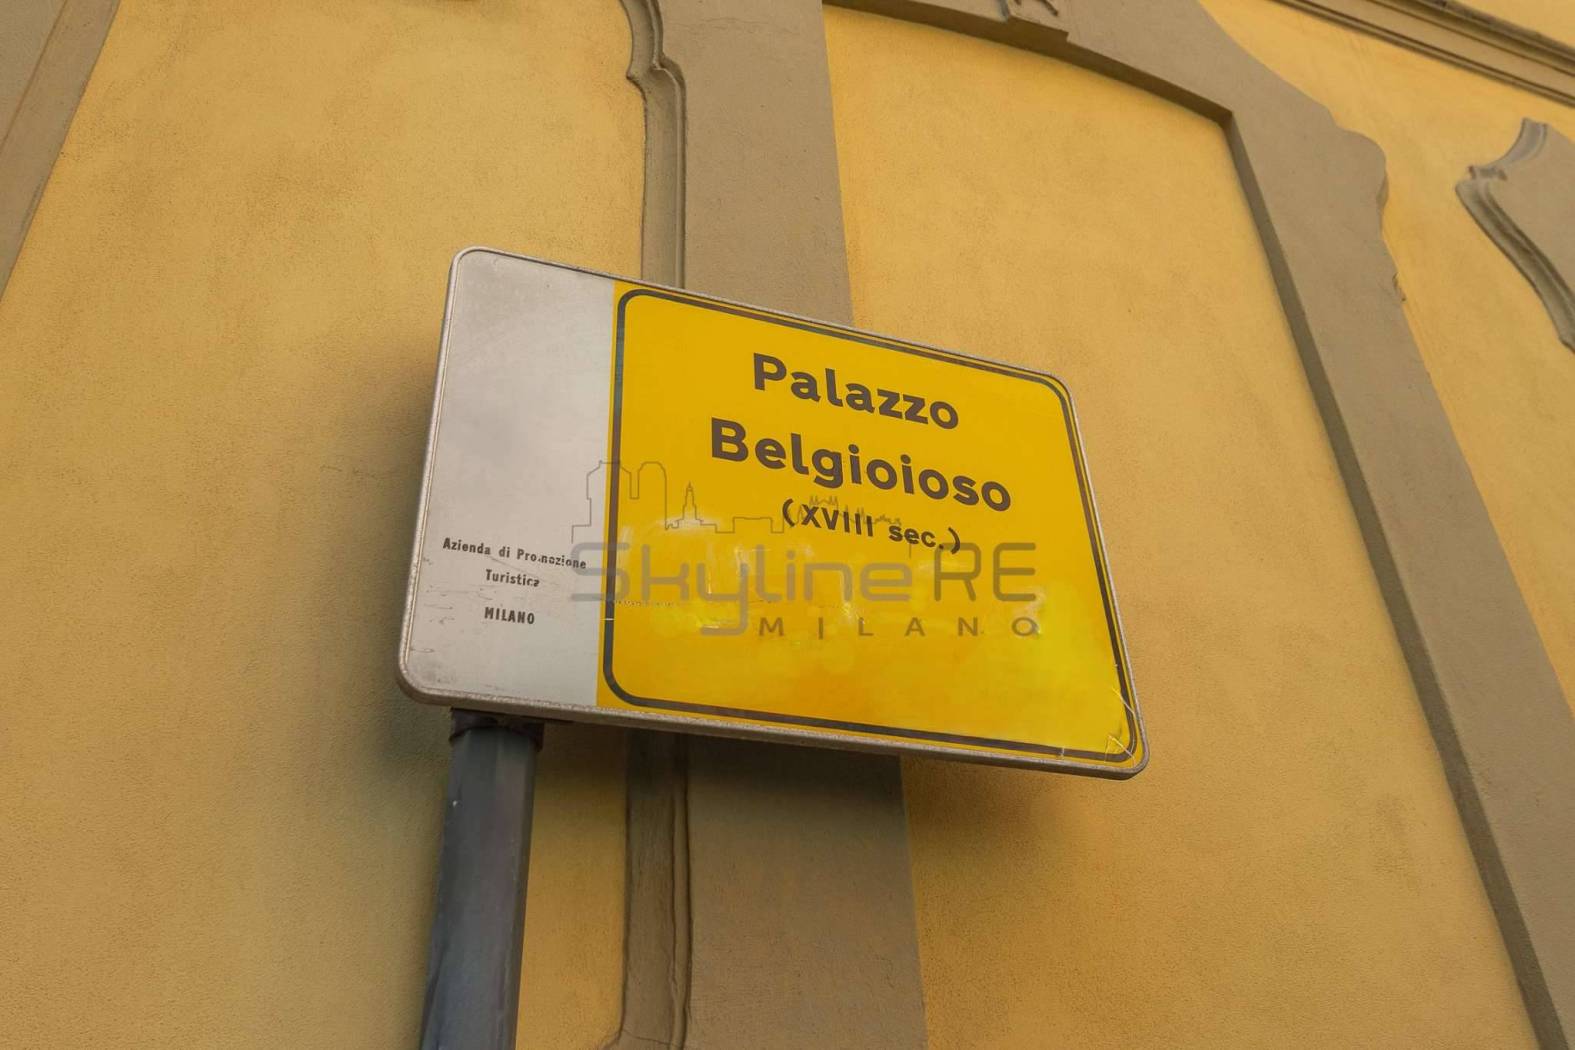 Palazzo
Belgioioso
(XVIII sec.)
Azienda di Promozione
Turistica
MILANO
SkylineRE
MILANO